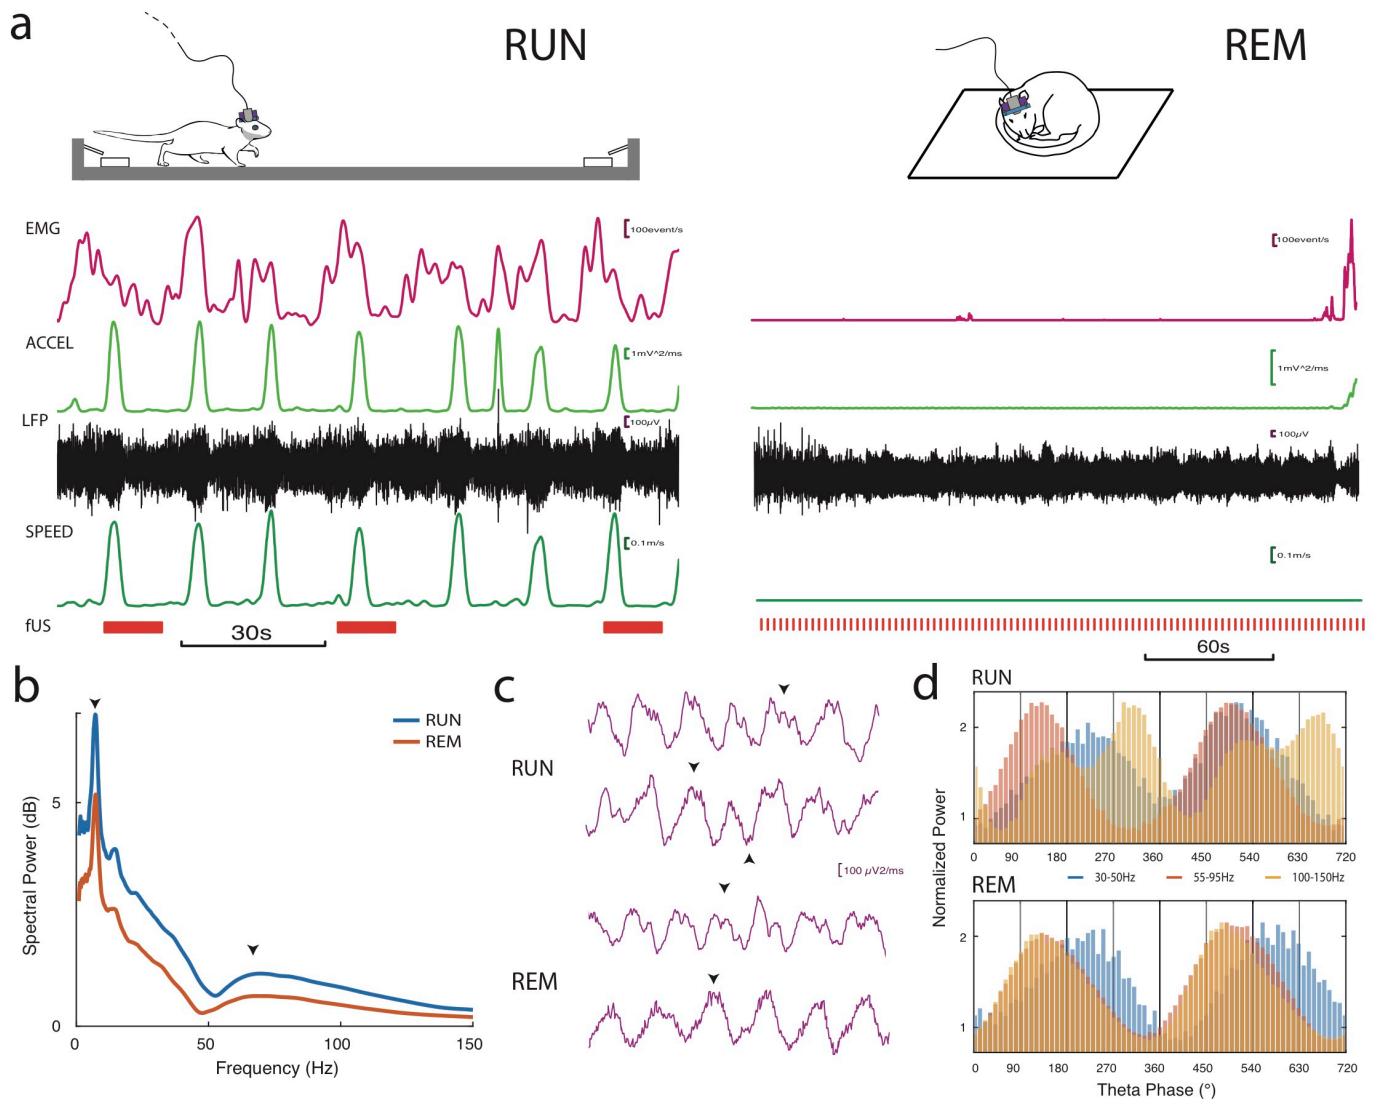 a
RUN
REM
EMG
100event/s
100event/s
ACCEL
1mV^2/ms
1mV^2/ms
LFP
100µV
100µV
SPEED
0.1m/s
0.1m/s
fUS
30s
60s
b
RUN
REM
5
0
0 50 100 150
Spectral Power (dB)
Frequency (Hz)
c
RUN
100 µV2/ms
REM
d
RUN
2
1
0 90 180 270 360 450 540 630 720
30-50Hz 55-95Hz 100-150Hz
REM
2
1
0 90 180 270 360 450 540 630 720
Normalized Power
Theta Phase (°)